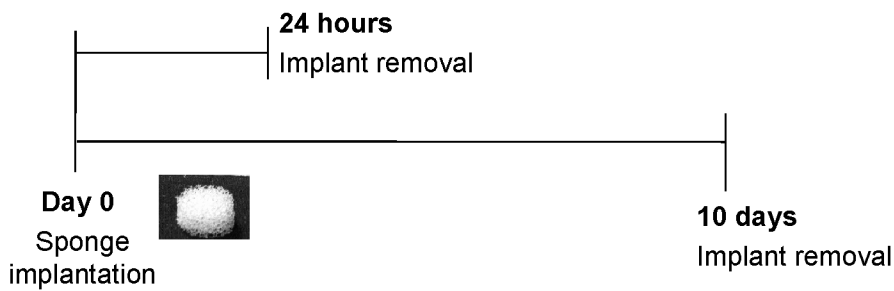 24 hours
Implant removal
Day 0
Sponge
implantation
10 days
Implant removal